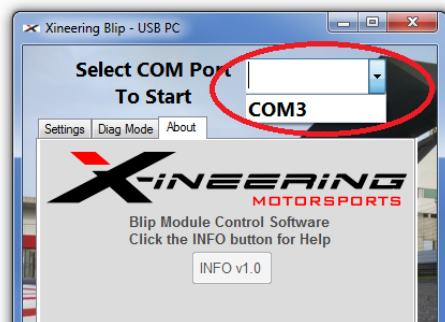 Xineering Blip - USB PC
Select COM Port
To Start
COM3
Settings Diag Mode About
X-INEERING
MOTORSPORTS
Blip Module Control Software
Click the INFO button for Help
INFO v1.0